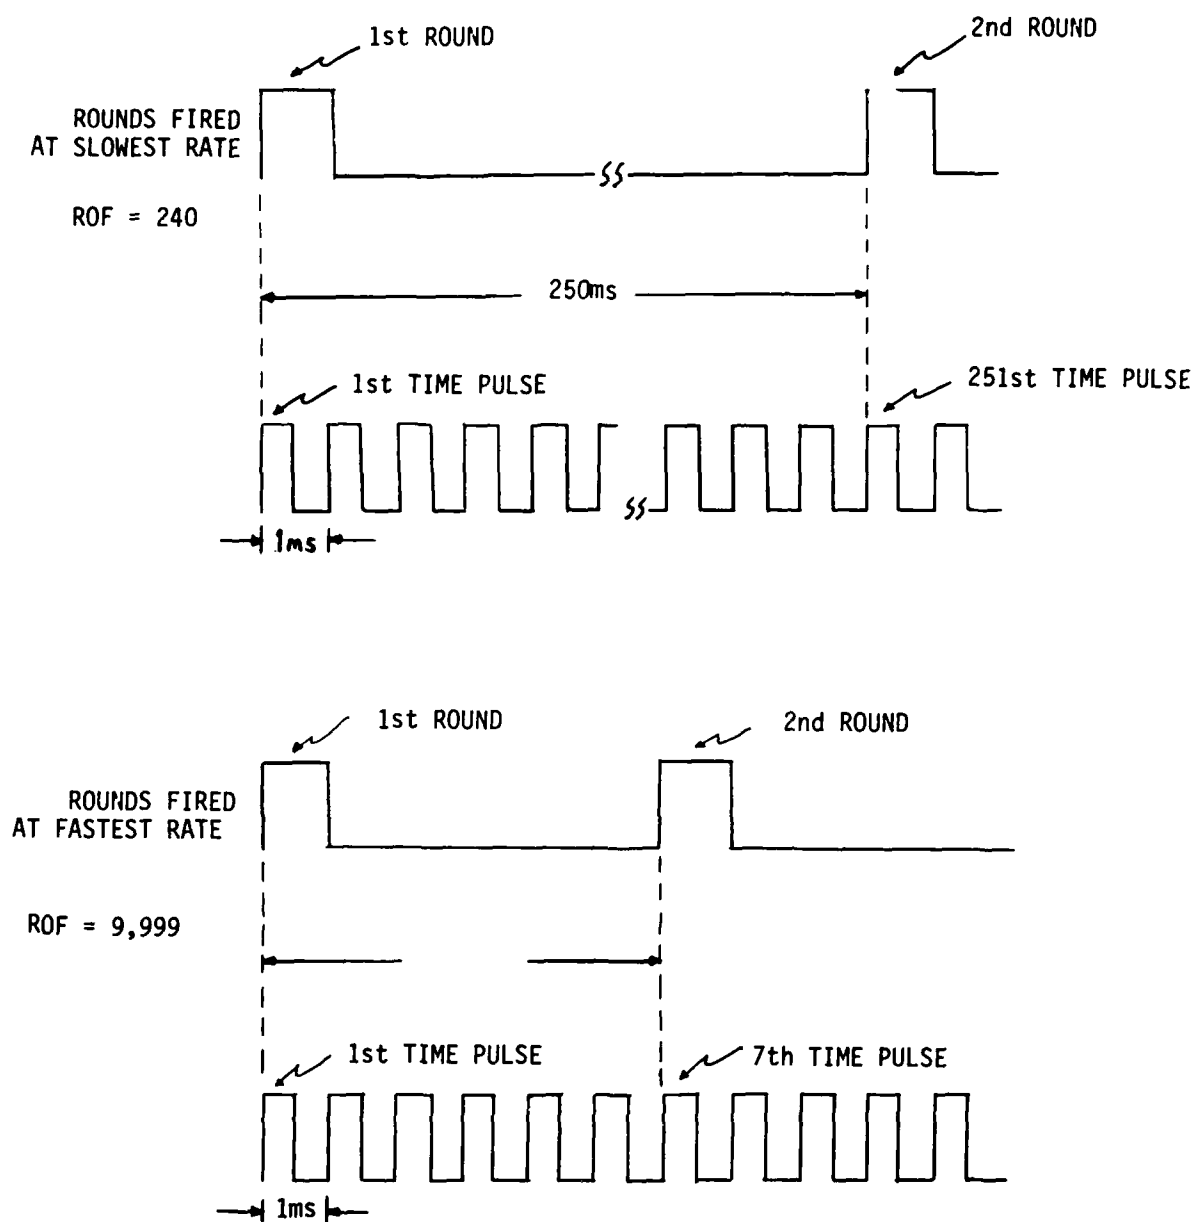 1st ROUND
2nd ROUND
ROUNDS FIRED
AT SLOWEST RATE
ROF = 240
250ms
1st TIME PULSE
251st TIME PULSE
1ms
1st ROUND
2nd ROUND
ROUNDS FIRED
AT FASTEST RATE
ROF = 9,999
1st TIME PULSE
7th TIME PULSE
1ms